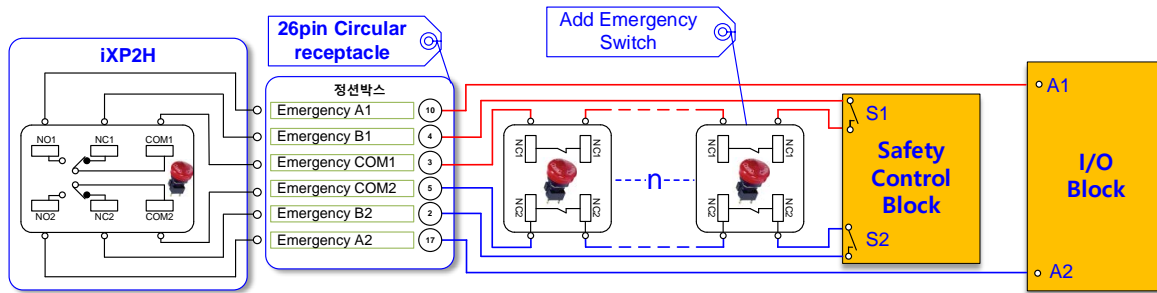 iXP2H
NO1
NC1
COM1
NO2
NC2
COM2
26pin Circular
receptacle
정션박스
Emergency A1
10
Emergency B1
4
Emergency COM1
3
Emergency COM2
5
Emergency B2
2
Emergency A2
17
Add Emergency
Switch
NC1
NC1
NC2
NC2
n
NC1
NC1
NC2
NC2
S1
Safety
Control
Block
S2
A1
I/O
Block
A2